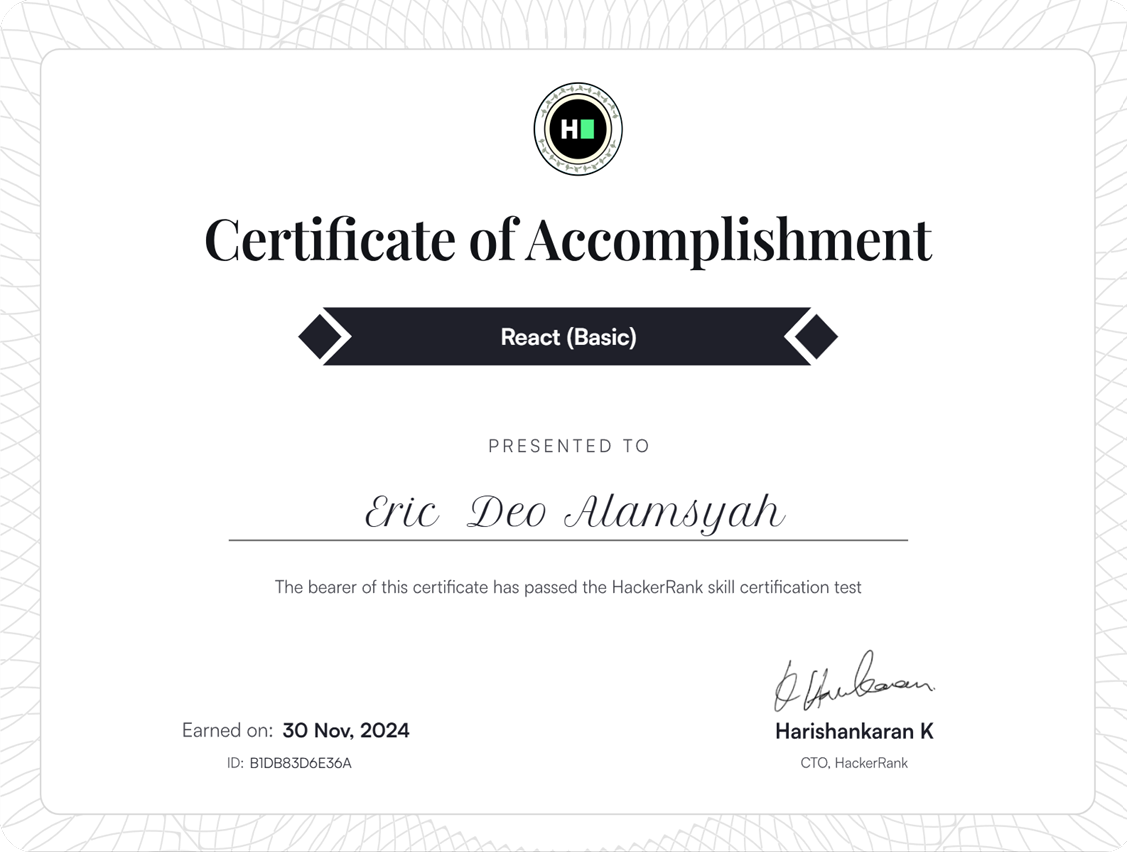 H
Certificate of Accomplishment
React (Basic)
PRESENTED TO
Eric Deo Alamsyah
The bearer of this certificate has passed the HackerRank skill certification test
Earned on: 30 Nov, 2024
ID: B1DB83D6E36A
Harishankaran K
CTO, HackerRank